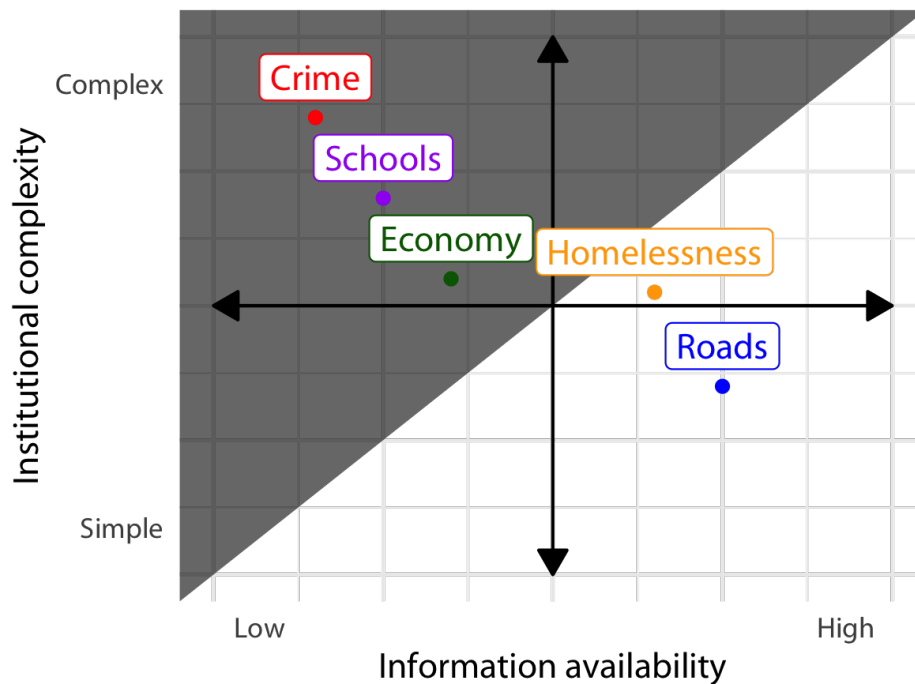 Complex
Crime
Schools
Economy
Homelessness
Roads
Institutional complexity
Simple
Low
High
Information availability